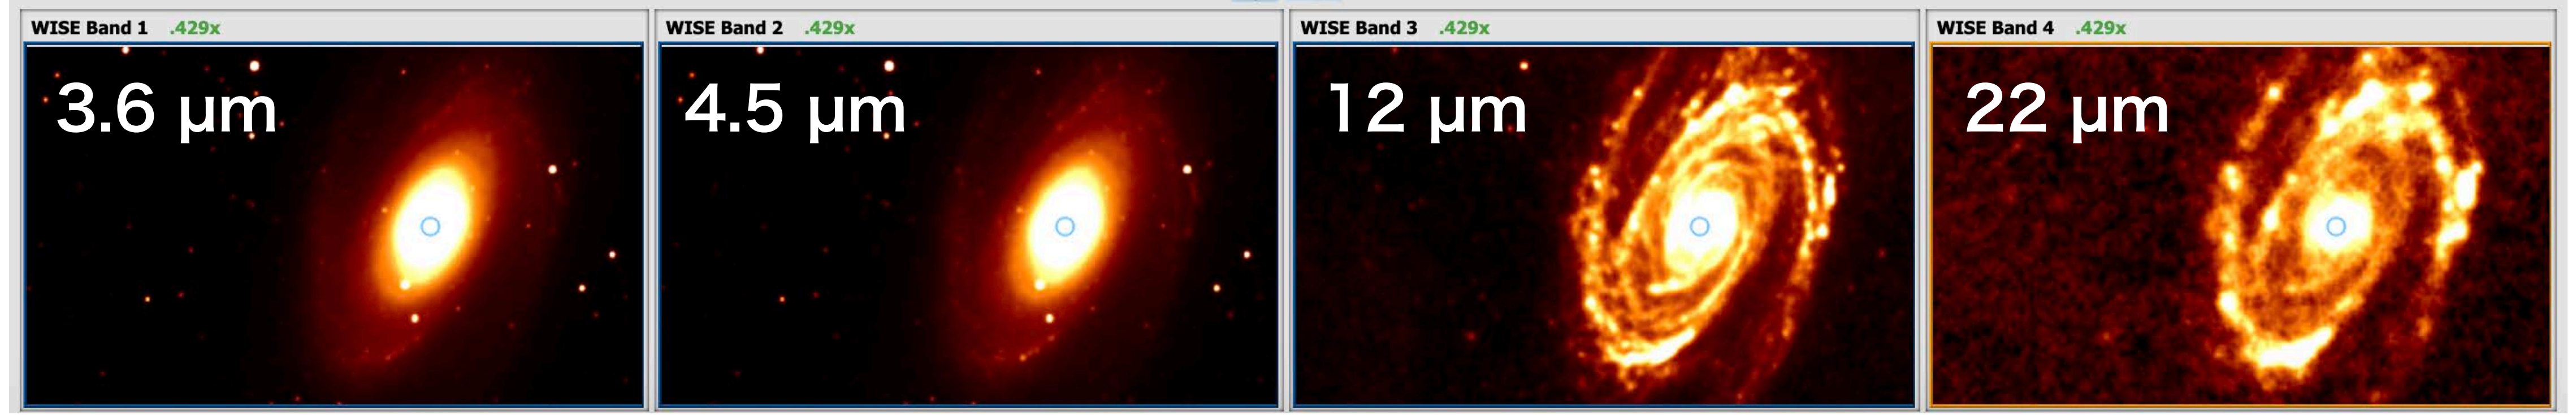 WISE Band 1 .429x
3.6 µm
WISE Band 2 .429x
4.5 µm
WISE Band 3 .429x
12 µm
WISE Band 4 .429x
22 µm